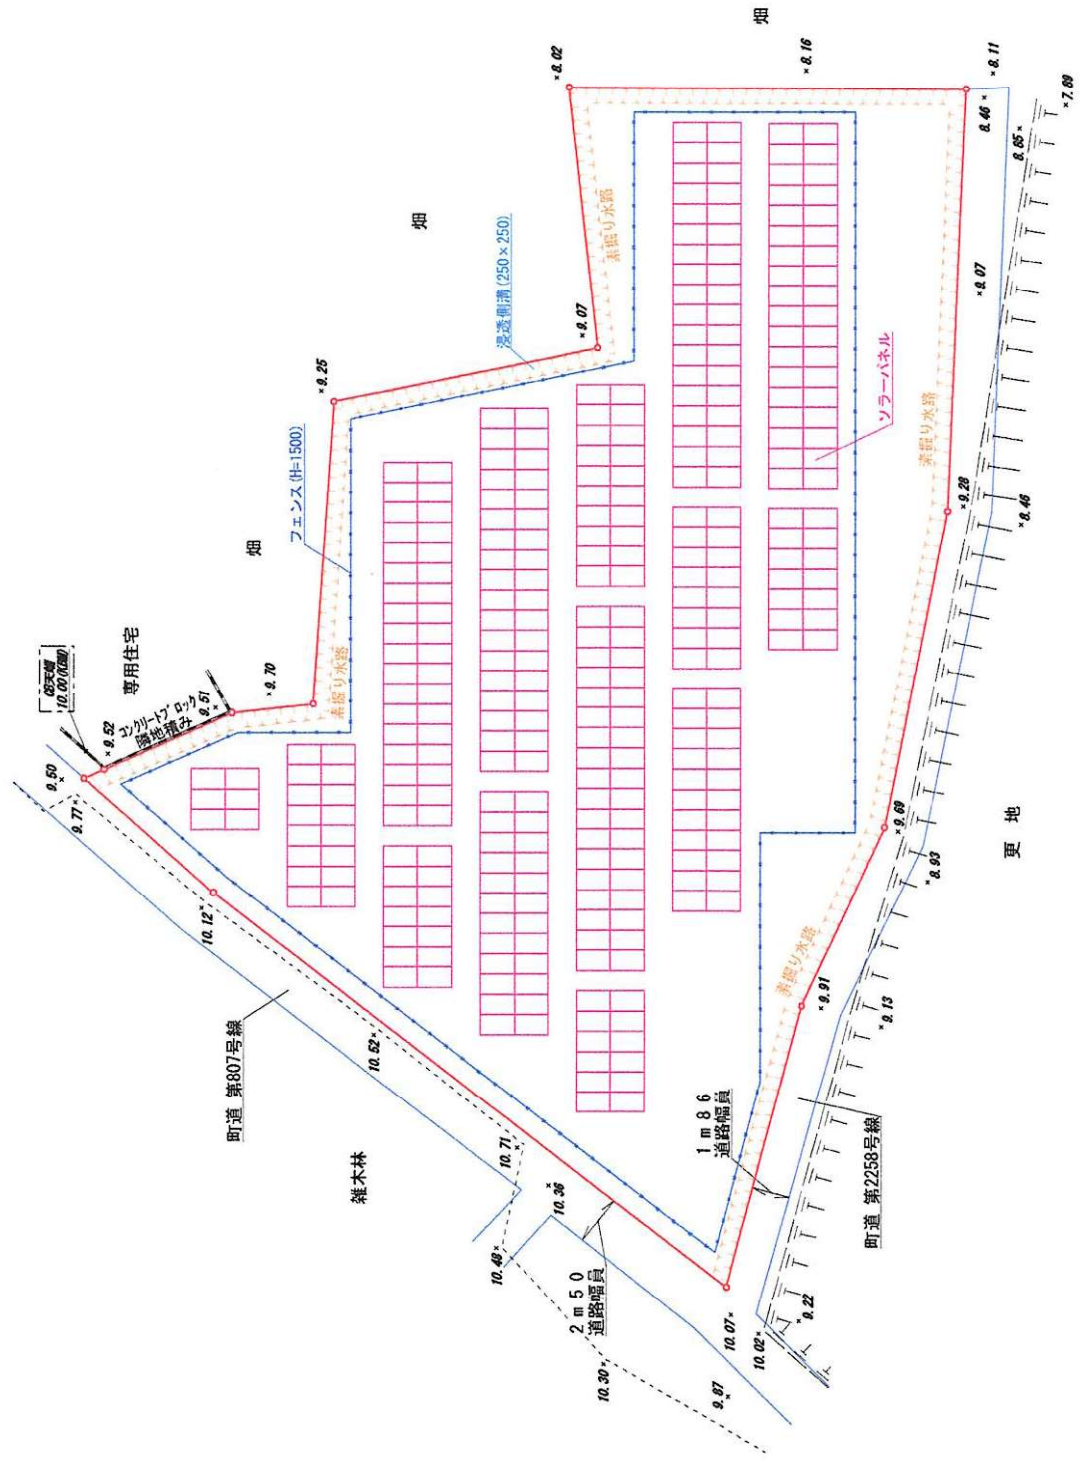 畑
×8.02
×8.16
×8.11
8.46 ×
8.65×
×7.89
畑
素掘り水路
浸透側溝(250×250)
×9.07
×9.07
×9.25
フェンス(H=1500)
ソラーパネル
素掘り水路
×9.28
×8.46
畑
専用住宅
コンクリートブロック
隣地積み
10.00(KBM)
×9.52
9.51
×9.70
素掘り水路
9.50
9.77×
10.12×
×9.69
×8.93
更 地
町道 第807号線
10.52×
素掘り水路
×9.91
×9.13
雑木林
10.71
×10.36
10.48×
1m86
道路幅員
町道 第2258号線
2m50
道路幅員
10.30×
10.07×
10.02×
×9.22
9.87